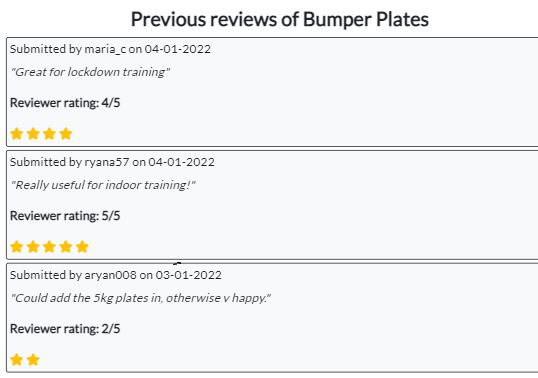 Previous reviews of Bumper Plates
Submitted by maria_c on 04-01-2022
"Great for lockdown training"
Reviewer rating: 4/5
Submitted by ryana57 on 04-01-2022
"Really useful for indoor training!"
Reviewer rating: 5/5
Submitted by aryan008 on 03-01-2022
"Could add the 5kg plates in, otherwise v happy."
Reviewer rating: 2/5